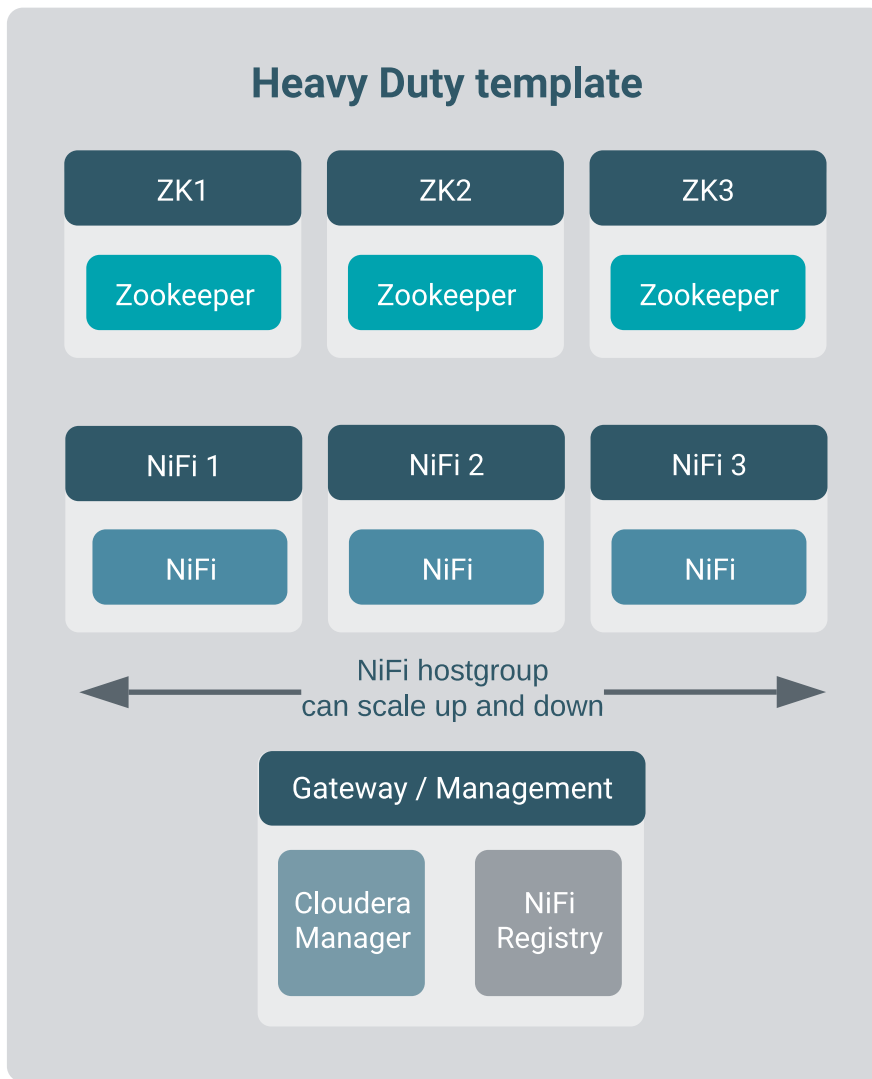 Heavy Duty template
ZK1
ZK2
ZK3
Zookeeper
Zookeeper
Zookeeper
NiFi 1
NiFi 2
NiFi 3
NiFi
NiFi
NiFi
NiFi hostgroup
can scale up and down
Gateway / Management
Cloudera
Manager
NiFi
Registry